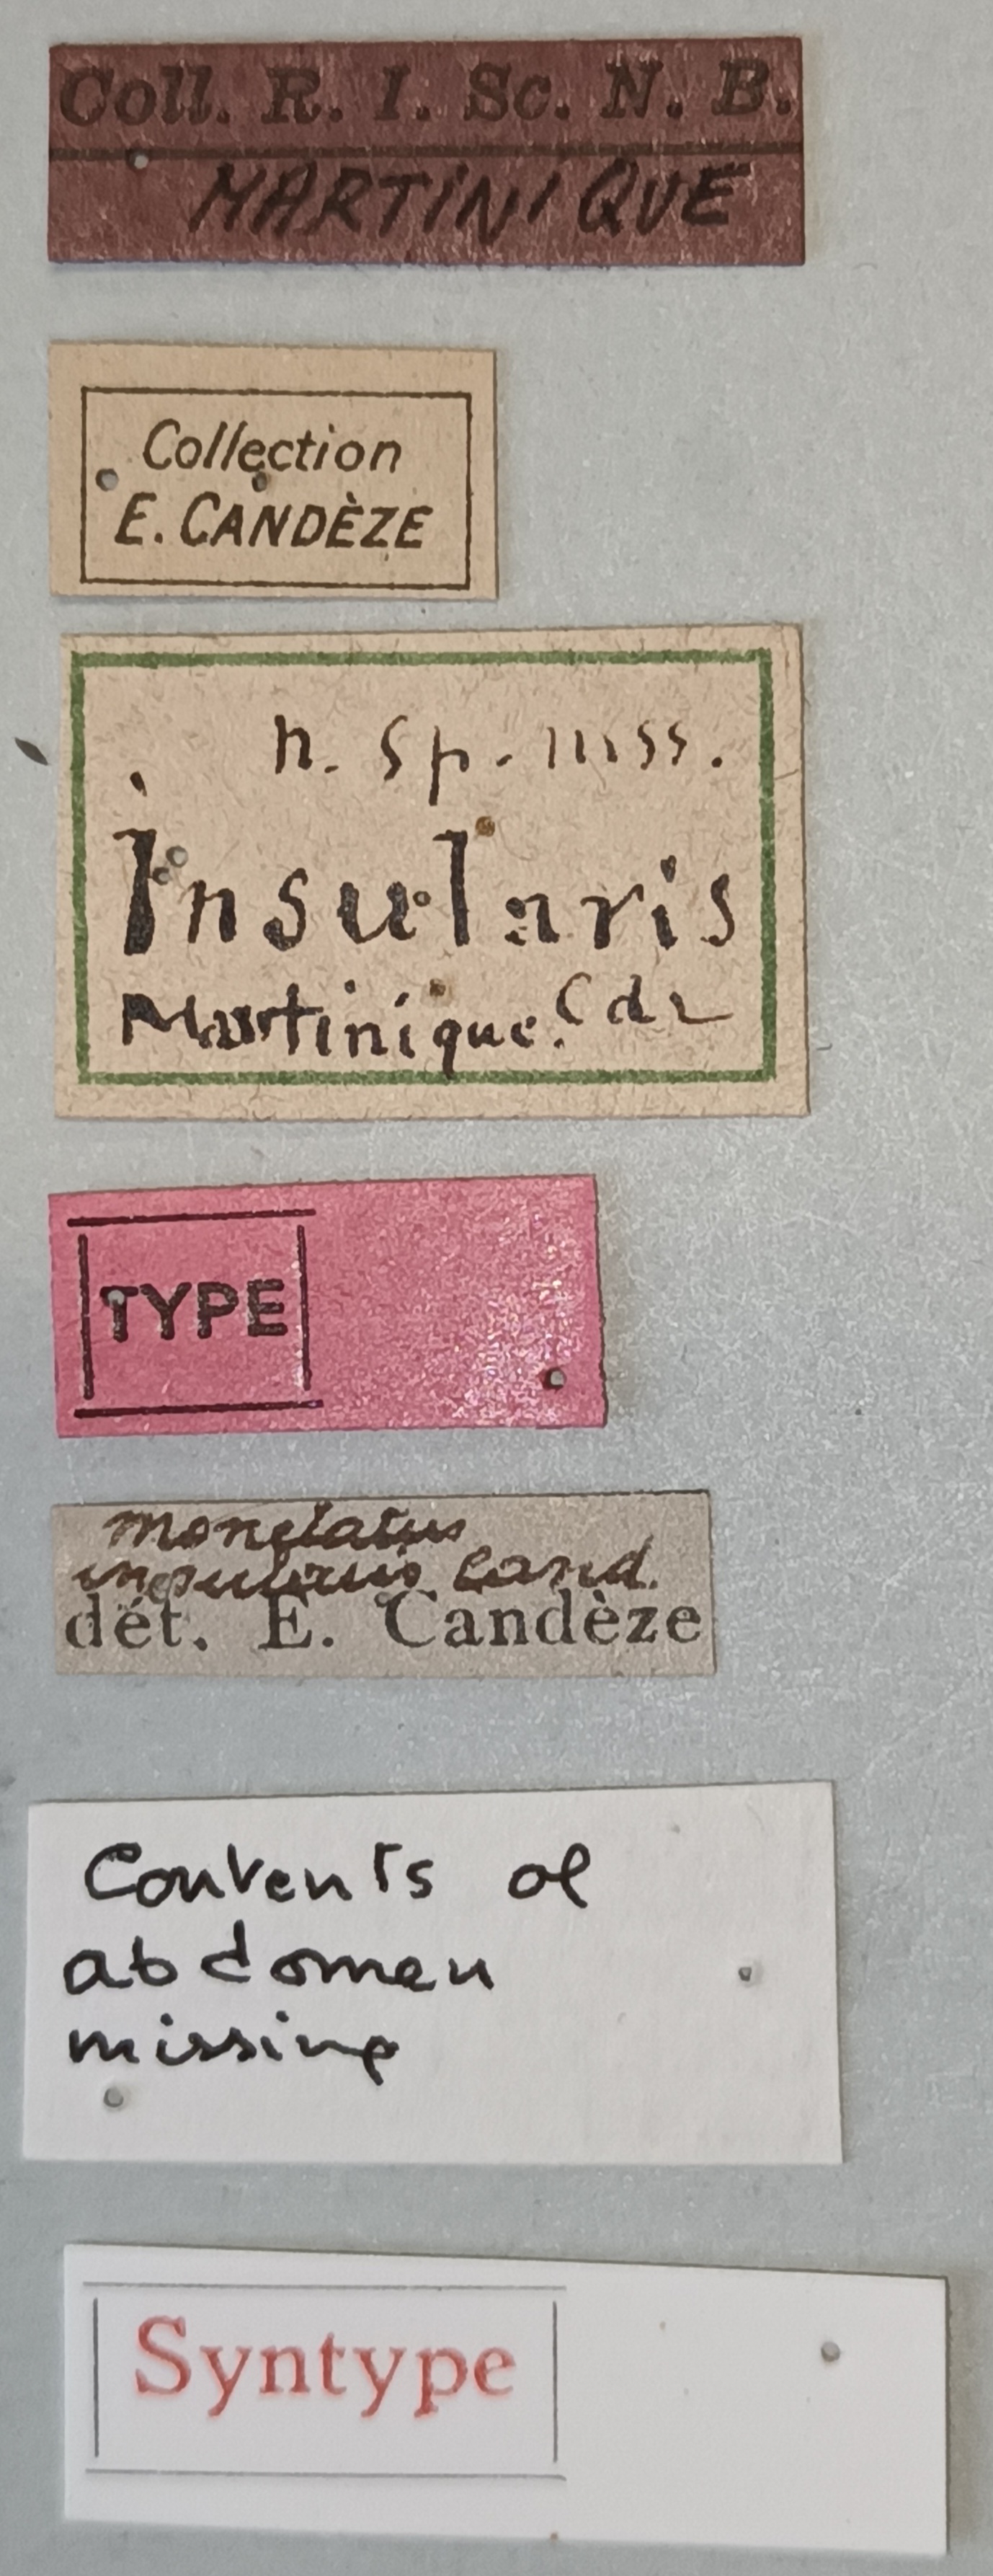 Coll. R. I. Sc. N. B.
MARTINIQUE
Collection
E. CANDÈZE
n. sp. miss.
Insularis
Martinique. Cdz
TYPE
Monelatus
insularis Cand.
dét. E. Candèze
Contents of
abdomen
missing
Syntype